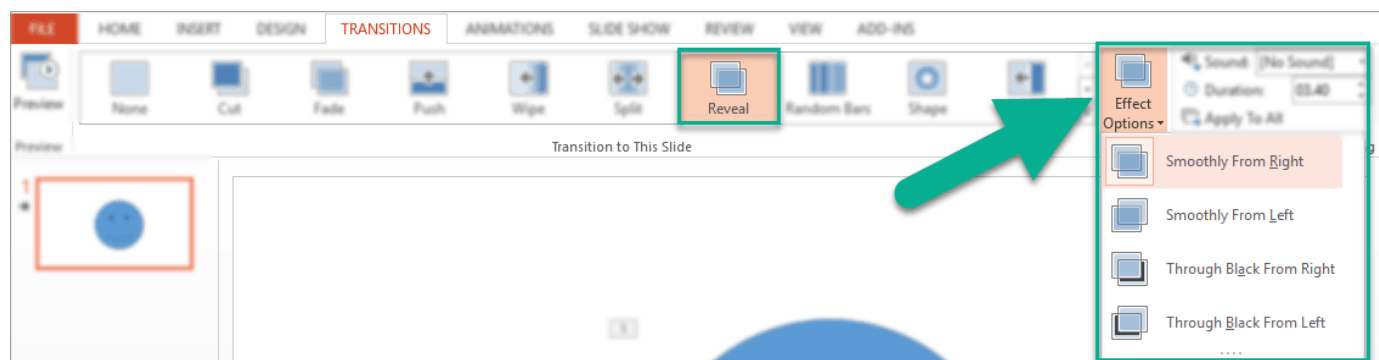 FILE HOME INSERT DESIGN TRANSITIONS ANIMATIONS SLIDE SHOW REVIEW VIEW ADD-INS
Preview None Cut Fade Push Wipe Split Reveal Random Bars Shape
Effect
Options
Sound: [No Sound]
Duration: 03.40
Apply To All
Preview Transition to This Slide
1
Smoothly From Right
Smoothly From Left
Through Black From Right
Through Black From Left
1